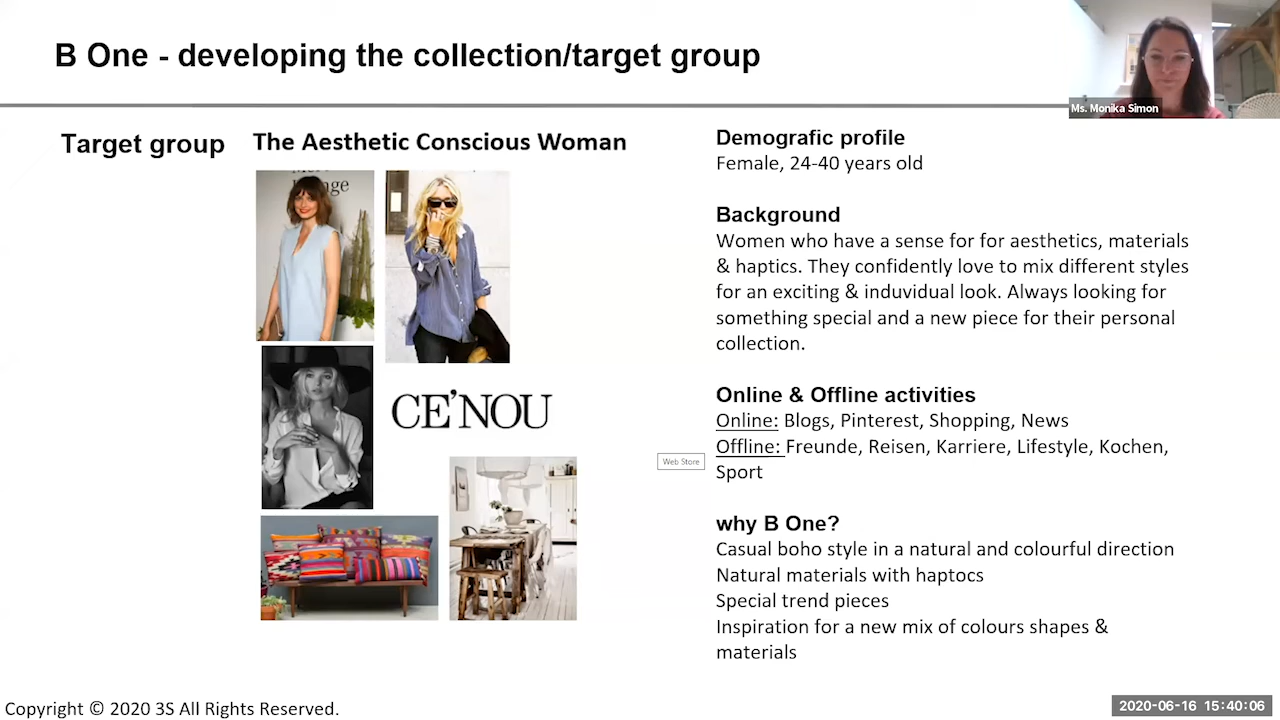 B One - developing the collection/target group
Ms. Monika Simon
Target group
The Aesthetic Conscious Woman
CE'NOU
Web Store
Demografic profile
Female, 24-40 years old
Background
Women who have a sense for for aesthetics, materials
& haptics. They confidently love to mix different styles
for an exciting & induvidual look. Always looking for
something special and a new piece for their personal
collection.
Online & Offline activities
Online: Blogs, Pinterest, Shopping, News
Offline: Freunde, Reisen, Karriere, Lifestyle, Kochen,
Sport
why B One?
Casual boho style in a natural and colourful direction
Natural materials with haptocs
Special trend pieces
Inspiration for a new mix of colours shapes &
materials
Copyright © 2020 3S All Rights Reserved.
2020-06-16 15:40:06